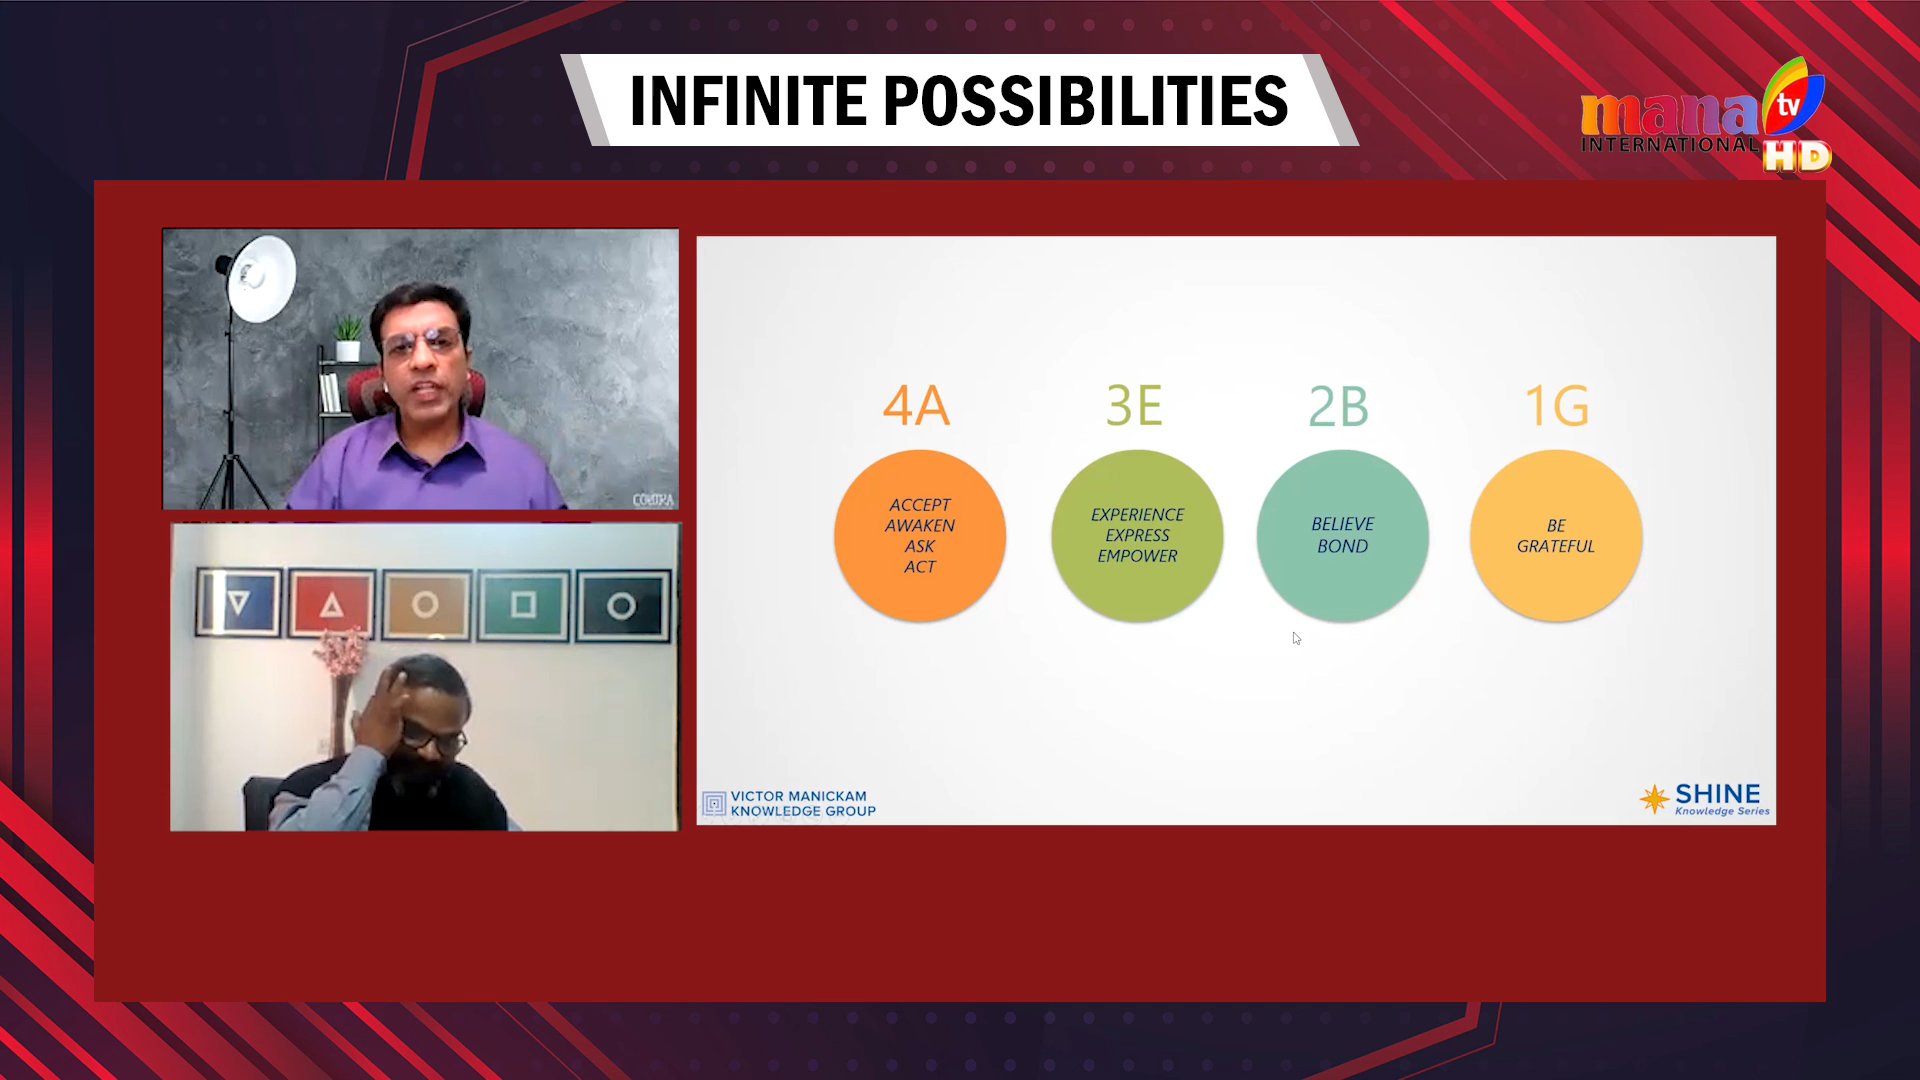 INFINITE POSSIBILITIES
mana tv
INTERNATIONAL
HD
COMIRA
4A
3E
2B
1G
ACCEPT
AWAKEN
ASK
ACT
EXPERIENCE
EXPRESS
EMPOWER
BELIEVE
BOND
BE
GRATEFUL
VICTOR MANICKAM
KNOWLEDGE GROUP
SHINE
Knowledge Series